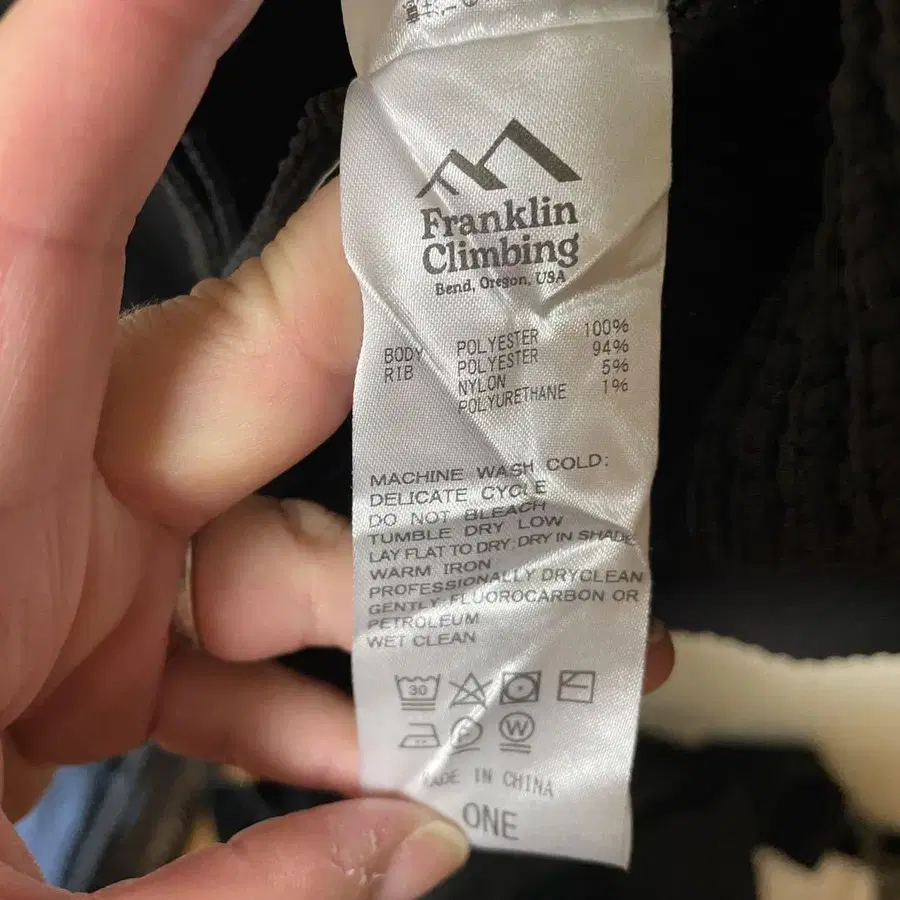 Franklin
Climbing
Bend, Oregon, USA
BODY POLYESTER 100%
RIB POLYESTER 94%
NYLON 5%
POLYURETHANE 1%
MACHINE WASH COLD:
DELICATE CYCLE
DO NOT BLEACH
TUMBLE DRY LOW
LAY FLAT TO DRY:DRY IN SHADE
WARM IRON
PROFESSIONALLY DRYCLEAN
GENTLY:FLUOROCARBON OR
PETROLEUM
WET CLEAN
30
F W
MADE IN CHINA
ONE